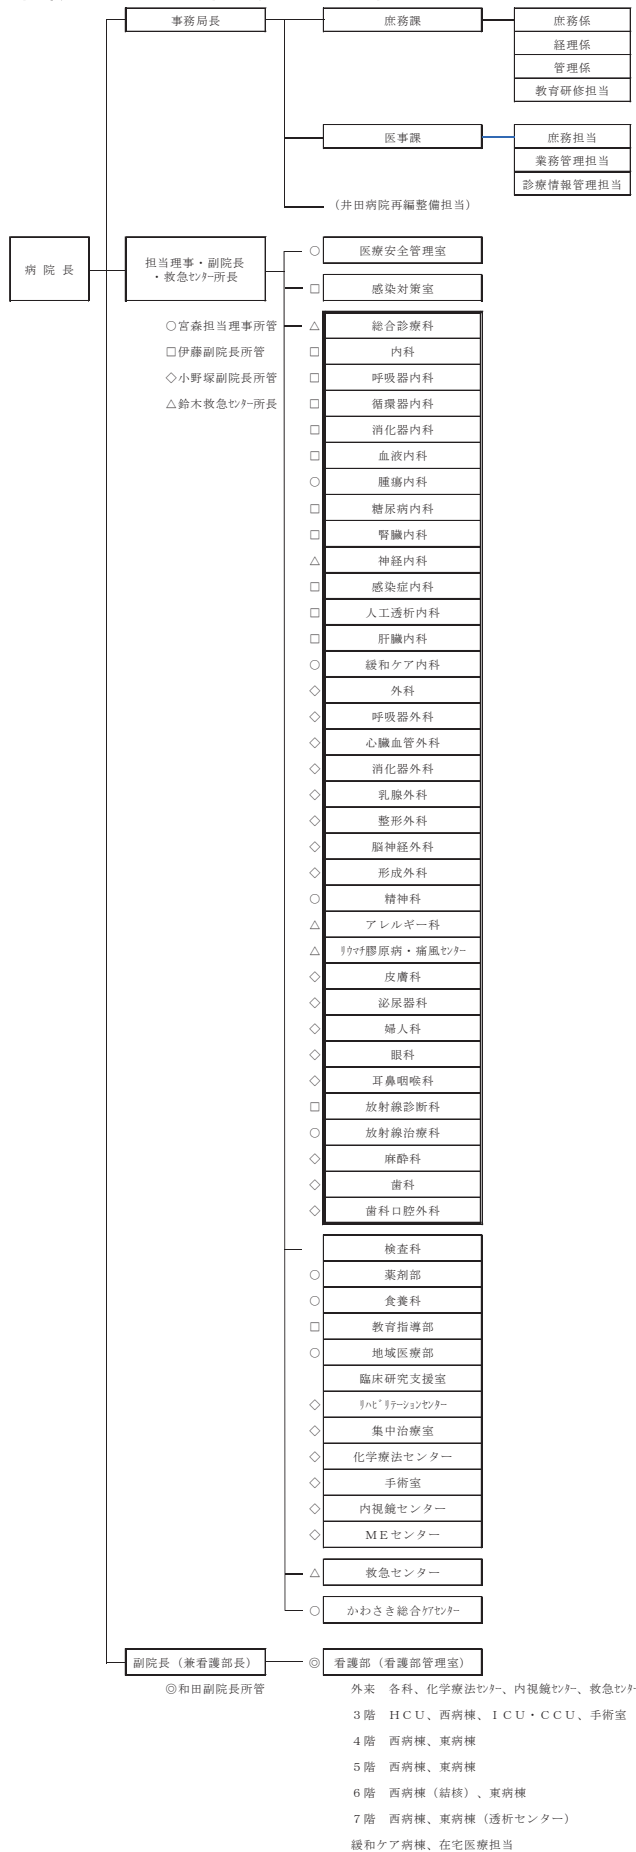 事務局長
庶務課
庶務係
経理係
管理係
教育研修担当
医事課
庶務担当
業務管理担当
診療情報管理担当
(井田病院再編整備担当)
病院長
担当理事・副院長
・救急ｾﾝﾀｰ所長
○宮森担当理事所管
□伊藤副院長所管
◇小野塚副院長所管
△鈴木救急ｾﾝﾀｰ所長
○ 医療安全管理室
□ 感染対策室
△ 総合診療科
□ 内科
□ 呼吸器内科
□ 循環器内科
□ 消化器内科
□ 血液内科
○ 腫瘍内科
□ 糖尿病内科
□ 腎臓内科
△ 神経内科
□ 感染症内科
□ 人工透析内科
□ 肝臓内科
○ 緩和ケア内科
◇ 外科
◇ 呼吸器外科
◇ 心臓血管外科
◇ 消化器外科
◇ 乳腺外科
◇ 整形外科
◇ 脳神経外科
◇ 形成外科
○ 精神科
△ アレルギー科
△ ﾘｳﾏﾁ膠原病・痛風ｾﾝﾀｰ
◇ 皮膚科
◇ 泌尿器科
◇ 婦人科
◇ 眼科
◇ 耳鼻咽喉科
□ 放射線診断科
○ 放射線治療科
◇ 麻酔科
◇ 歯科
◇ 歯科口腔外科
検査科
○ 薬剤部
○ 食養科
□ 教育指導部
○ 地域医療部
臨床研究支援室
◇ ﾘﾊﾋﾞﾘﾃｰｼｮﾝｾﾝﾀｰ
◇ 集中治療室
◇ 化学療法センター
◇ 手術室
◇ 内視鏡センター
◇ ＭＥセンター
△ 救急センター
○ かわさき総合ｹｱｾﾝﾀｰ
副院長（兼看護部長）
◎和田副院長所管
◎ 看護部（看護部管理室）
外来　各科、化学療法ｾﾝﾀｰ、内視鏡ｾﾝﾀｰ、救急ｾﾝﾀｰ
３階　ＨＣＵ、西病棟、ＩＣＵ・ＣＣＵ、手術室
４階　西病棟、東病棟
５階　西病棟、東病棟
６階　西病棟（結核）、東病棟
７階　西病棟、東病棟（透析センター）
緩和ケア病棟、在宅医療担当